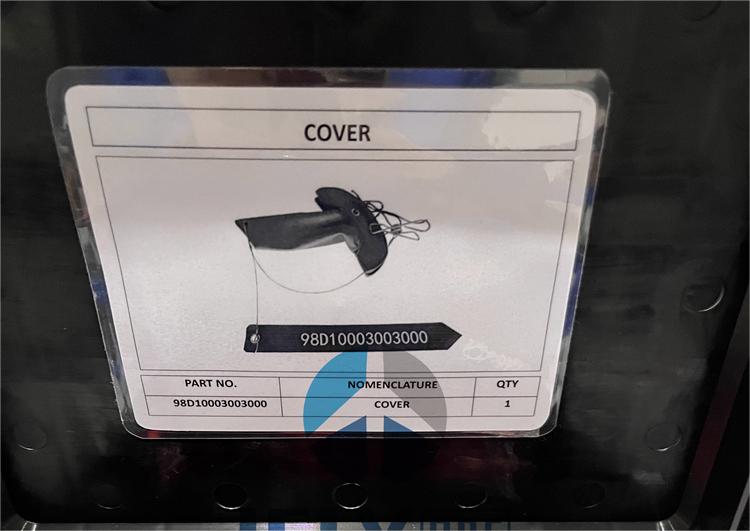 COVER
98D10003003000
PART NO. NOMENCLATURE QTY
98D10003003000 COVER 1